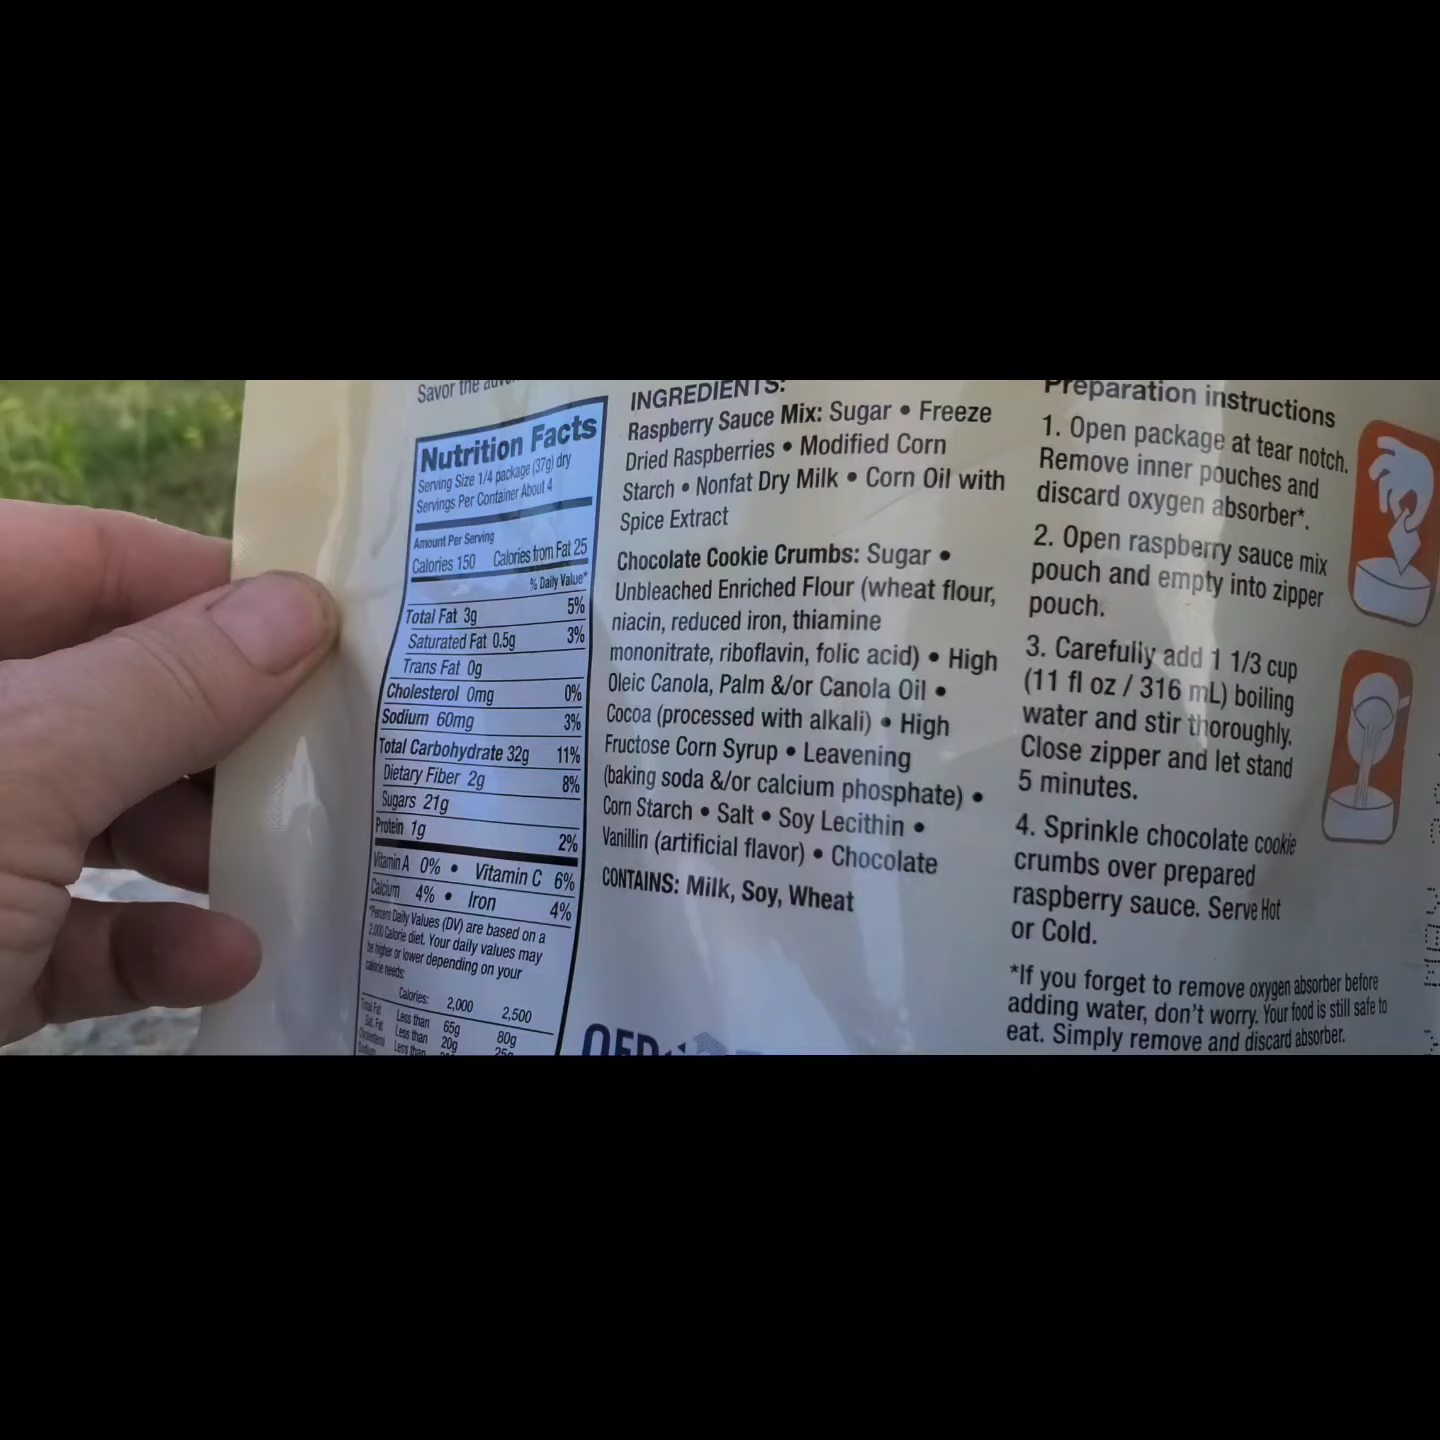 Savor the
Nutrition Facts
Serving Size 1/4 package (37g) dry
Servings Per Container About 4
Amount Per Serving
Calories 150 Calories from Fat 25
% Daily Value*
Total Fat 3g 5%
Saturated Fat 0.5g 3%
Trans Fat 0g
Cholesterol 0mg 0%
Sodium 60mg 3%
Total Carbohydrate 32g 11%
Dietary Fiber 2g 8%
Sugars 21g
Protein 1g 2%
Vitamin A 0% • Vitamin C 6%
Calcium 4% • Iron 4%
*Percent Daily Values (DV) are based on a
2,000 Calorie diet. Your daily values may
be higher or lower depending on your
calorie needs:
Calories: 2,000 2,500
Total Fat Less than 65g 80g
Sat. Fat Less than 20g 25g
Cholesterol Less than
INGREDIENTS:
Raspberry Sauce Mix: Sugar • Freeze
Dried Raspberries • Modified Corn
Starch • Nonfat Dry Milk • Corn Oil with
Spice Extract
Chocolate Cookie Crumbs: Sugar •
Unbleached Enriched Flour (wheat flour,
niacin, reduced iron, thiamine
mononitrate, riboflavin, folic acid) • High
Oleic Canola, Palm &/or Canola Oil •
Cocoa (processed with alkali) • High
Fructose Corn Syrup • Leavening
(baking soda &/or calcium phosphate) •
Corn Starch • Salt • Soy Lecithin •
Vanillin (artificial flavor) • Chocolate
CONTAINS: Milk, Soy, Wheat
Preparation instructions
1. Open package at tear notch.
Remove inner pouches and
discard oxygen absorber*.
2. Open raspberry sauce mix
pouch and empty into zipper
pouch.
3. Carefully add 1 1/3 cup
(11 fl oz / 316 mL) boiling
water and stir thoroughly.
Close zipper and let stand
5 minutes.
4. Sprinkle chocolate cookie
crumbs over prepared
raspberry sauce. Serve Hot
or Cold.
*If you forget to remove oxygen absorber before
adding water, don't worry. Your food is still safe to
eat. Simply remove and discard absorber.